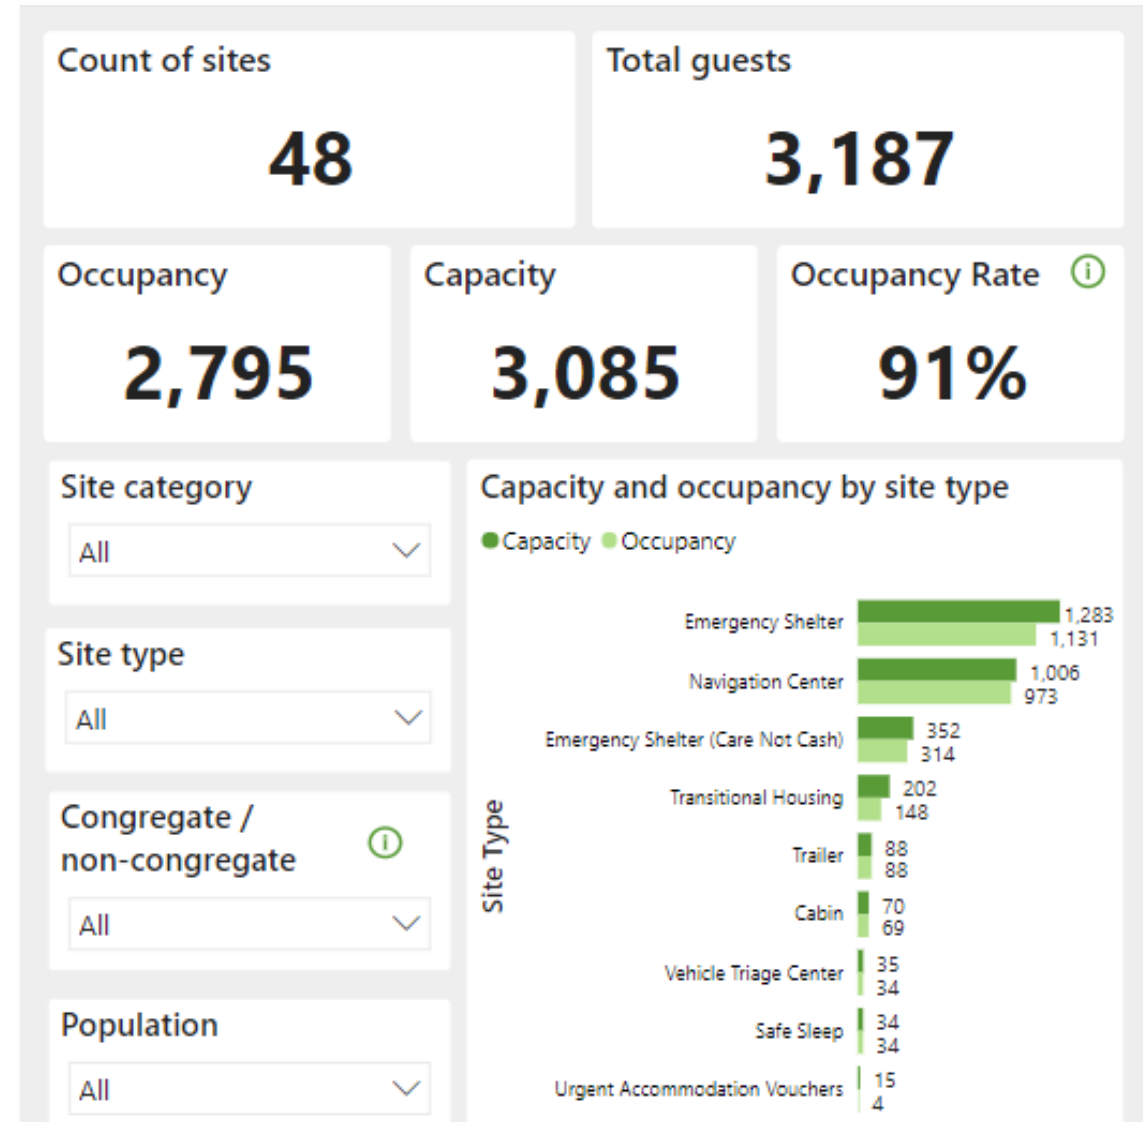 Count of sites
48
Total guests
3,187
Occupancy
2,795
Capacity
3,085
Occupancy Rate
91%
Site category
All
Site type
All
Congregate /
non-congregate
All
Population
All
Capacity and occupancy by site type
Capacity Occupancy
Site Type
Emergency Shelter 1,283
1,131
Navigation Center 1,006
973
Emergency Shelter (Care Not Cash) 352
314
Transitional Housing 202
148
Trailer 88
88
Cabin 70
69
Vehicle Triage Center 35
34
Safe Sleep 34
34
Urgent Accommodation Vouchers 15
4